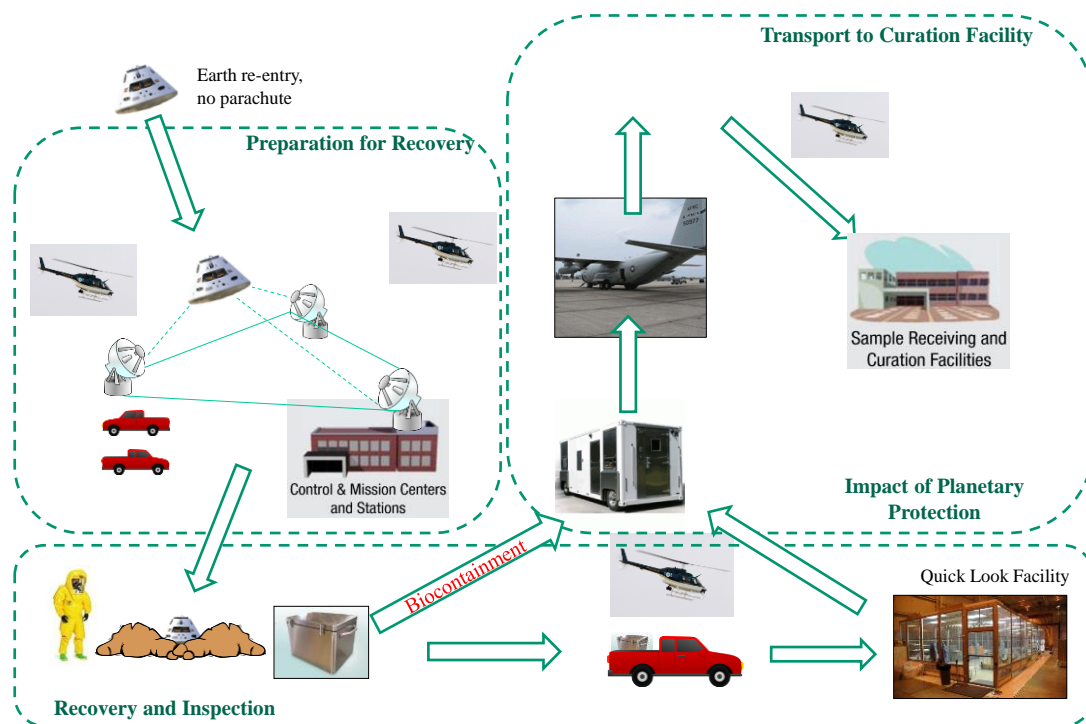 Transport to Curation Facility
Earth re-entry,
no parachute
Preparation for Recovery
Sample Receiving and
Curation Facilities
Control & Mission Centers
and Stations
Impact of Planetary
Protection
Biocontainment
Quick Look Facility
Recovery and Inspection